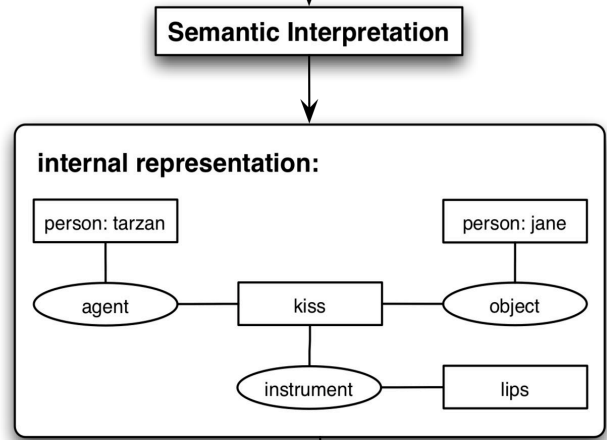 Semantic Interpretation
internal representation:
person: tarzan
person: jane
agent
kiss
object
instrument
lips